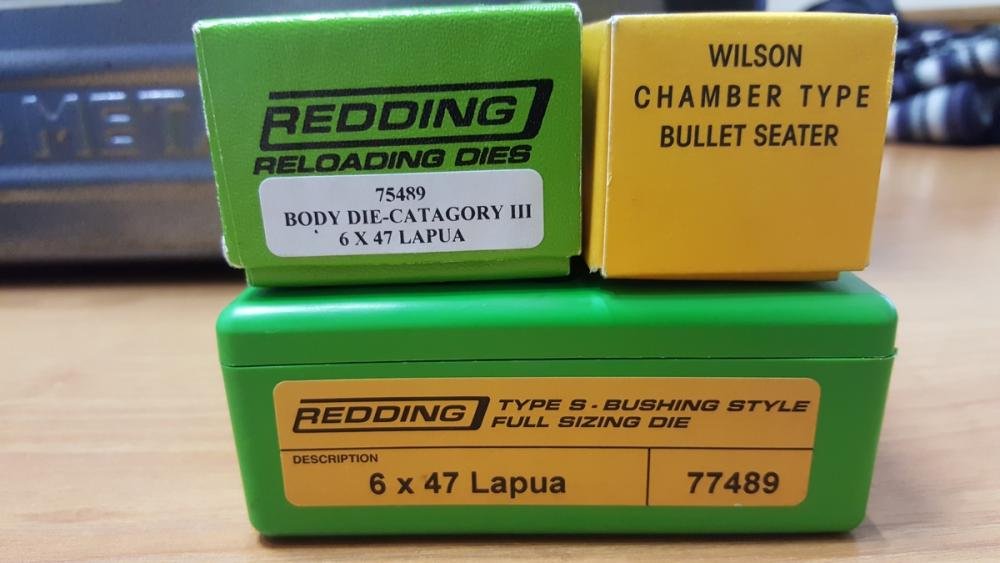 MET
REDDING
RELOADING DIES
75489
BODY DIE-CATAGORY III
6 X 47 LAPUA
WILSON
CHAMBER TYPE
BULLET SEATER
REDDING
TYPE S - BUSHING STYLE
FULL SIZING DIE
DESCRIPTION
6 x 47 Lapua
77489